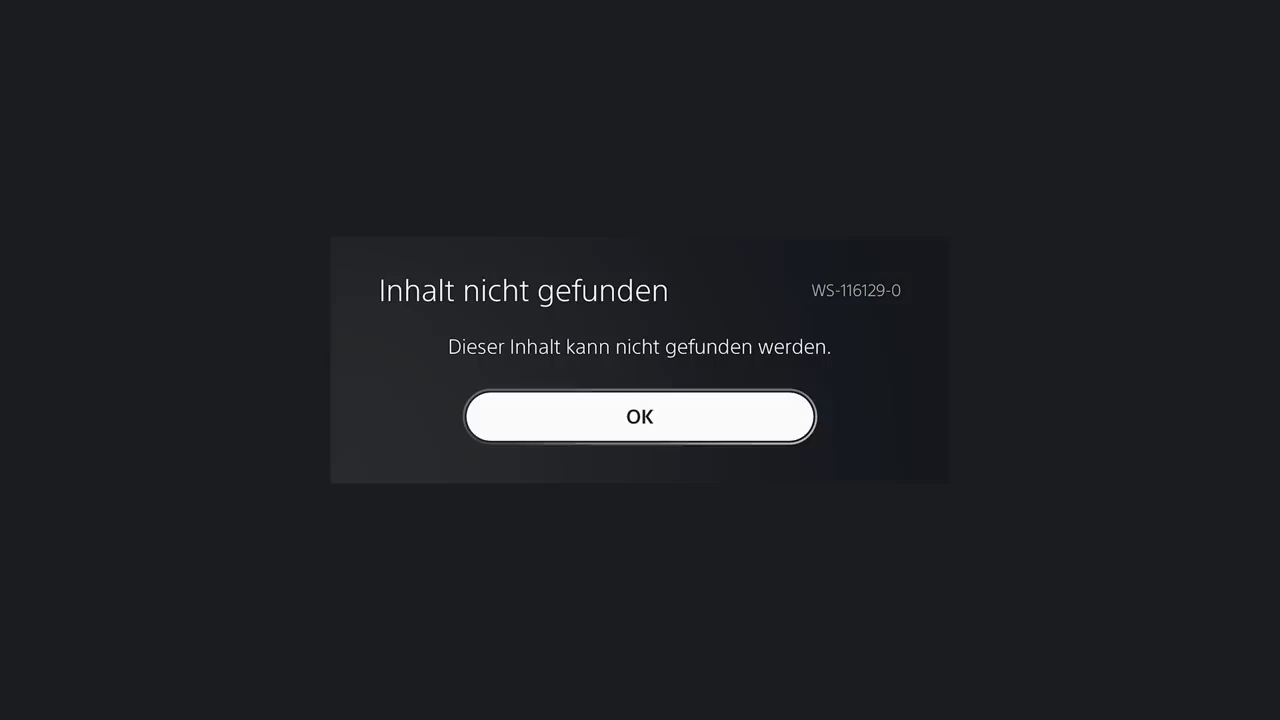 Inhalt nicht gefunden
WS-116129-0
Dieser Inhalt kann nicht gefunden werden.
OK